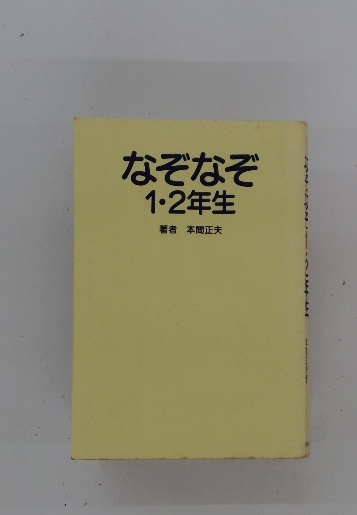 なぞなぞ
1・2年生
著者 本間正夫